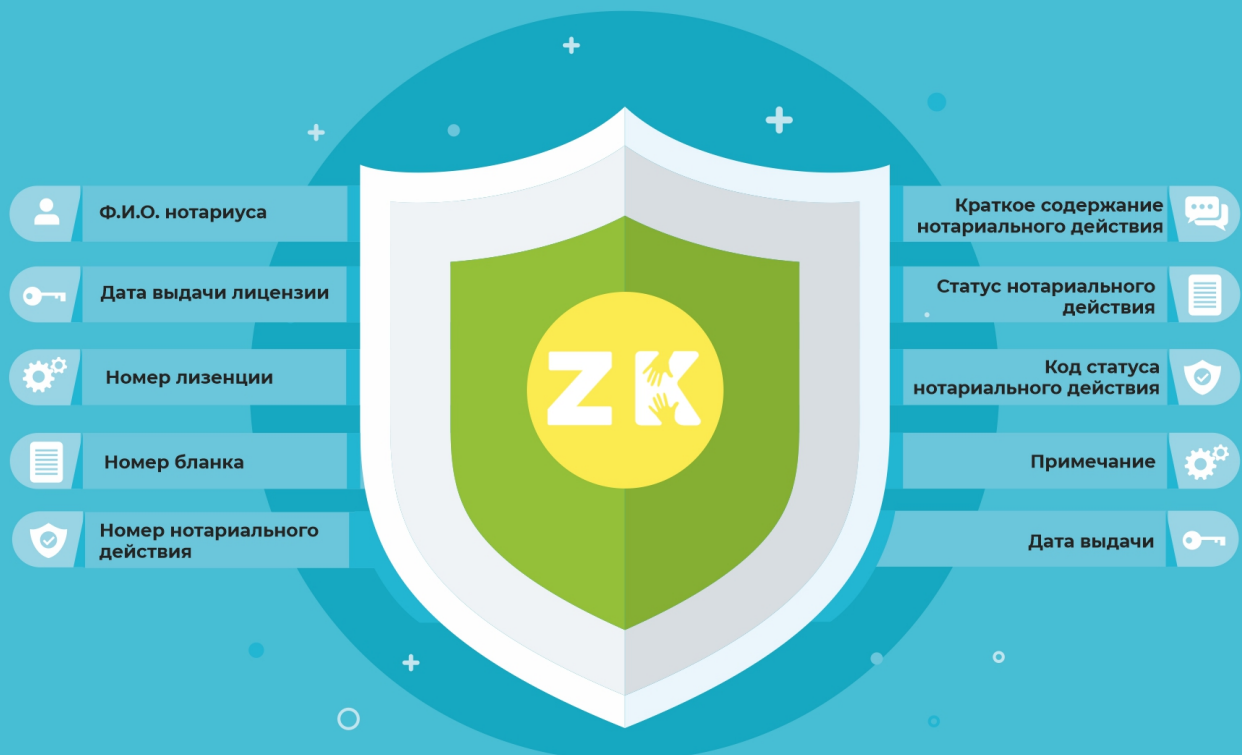 Ф.И.О. нотариуса
Дата выдачи лицензии
Номер лизенции
Номер бланка
Номер нотариального
действия
ZK
Краткое содержание
нотариального действия
Статус нотариального
действия
Код статуса
нотариального действия
Примечание
Дата выдачи